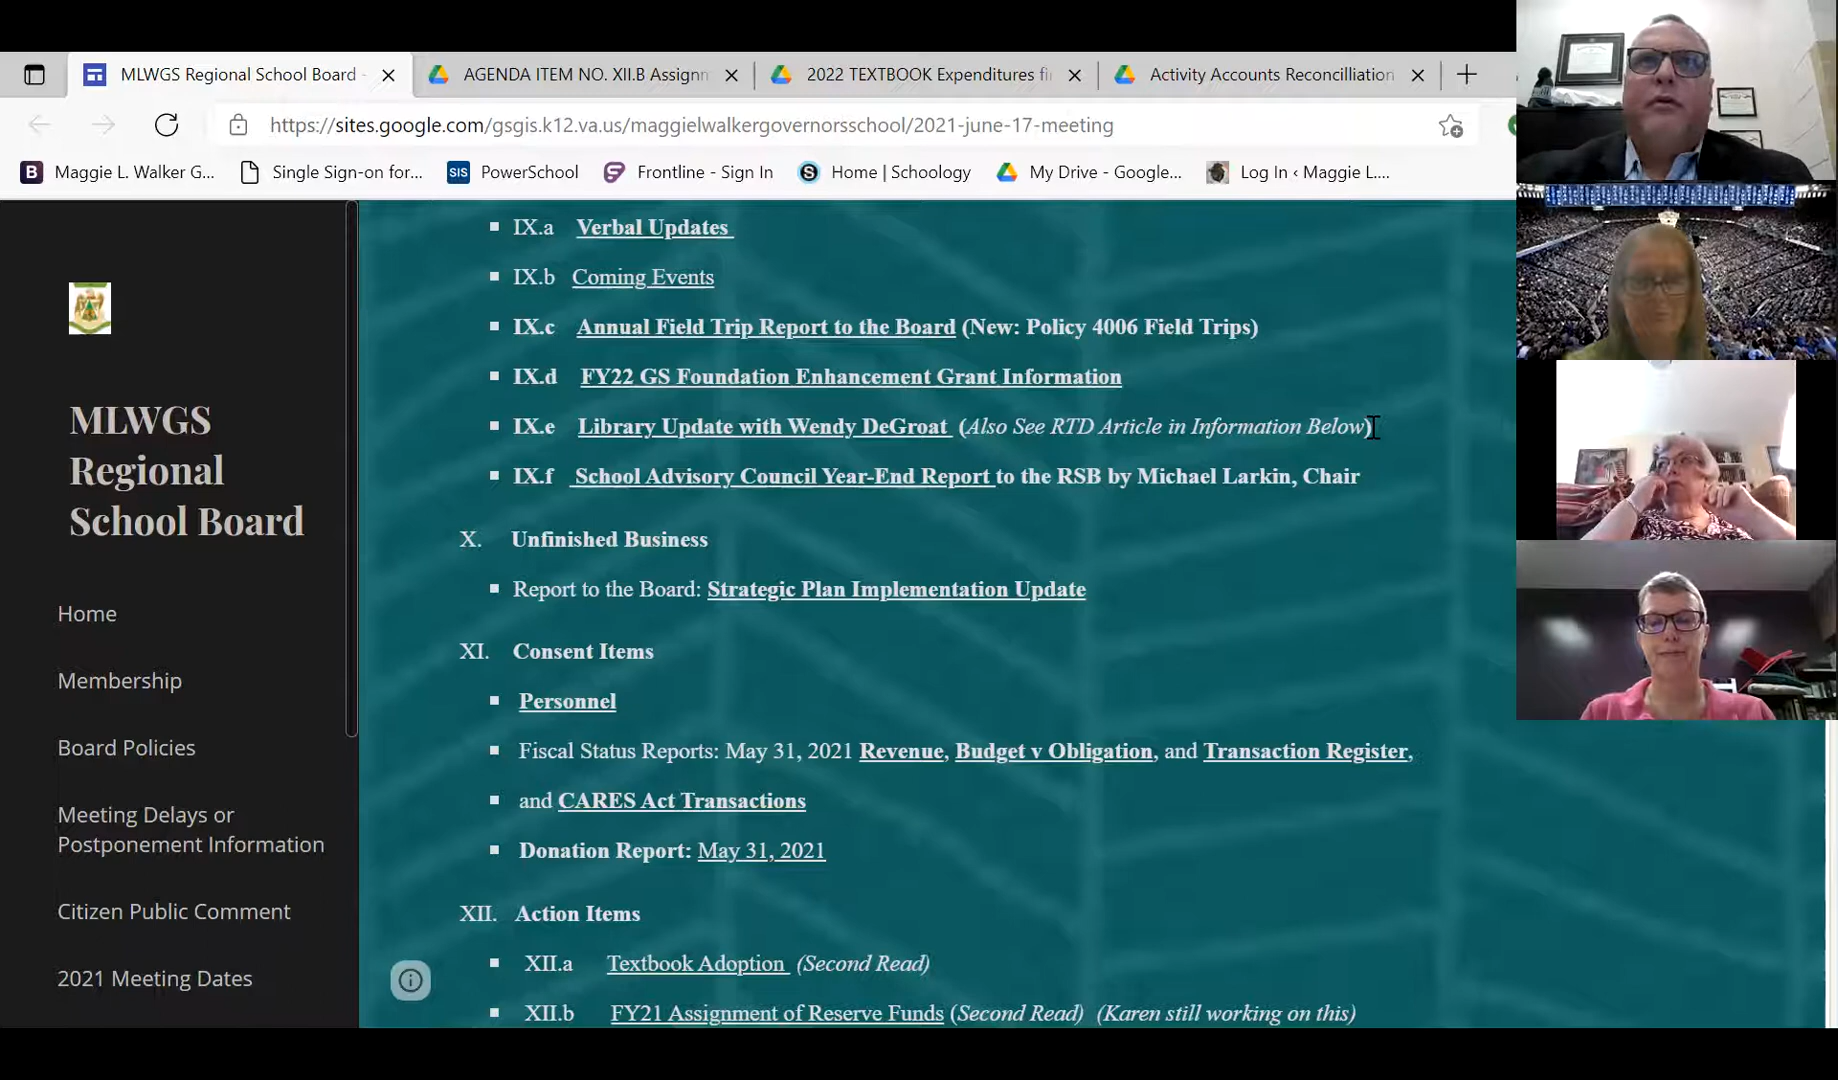 MLWGS Regional School Board -
AGENDA ITEM NO. XII.B Assignm
2022 TEXTBOOK Expenditures fi
Activity Accounts Reconcilliation
https://sites.google.com/gsgis.k12.va.us/maggielwalkergovernorsschool/2021-june-17-meeting
B Maggie L. Walker G...
Single Sign-on for...
SIS PowerSchool
Frontline - Sign In
S Home | Schoology
My Drive - Google...
Log In ‹ Maggie L....
MLWGS
Regional
School Board
Home
Membership
Board Policies
Meeting Delays or
Postponement Information
Citizen Public Comment
2021 Meeting Dates
IX.a Verbal Updates
IX.b Coming Events
IX.c Annual Field Trip Report to the Board (New: Policy 4006 Field Trips)
IX.d FY22 GS Foundation Enhancement Grant Information
IX.e Library Update with Wendy DeGroat (Also See RTD Article in Information Below)
IX.f School Advisory Council Year-End Report to the RSB by Michael Larkin, Chair
X. Unfinished Business
Report to the Board: Strategic Plan Implementation Update
XI. Consent Items
Personnel
Fiscal Status Reports: May 31, 2021 Revenue, Budget v Obligation, and Transaction Register,
and CARES Act Transactions
Donation Report: May 31, 2021
XII. Action Items
XII.a Textbook Adoption (Second Read)
XII.b FY21 Assignment of Reserve Funds (Second Read) (Karen still working on this)